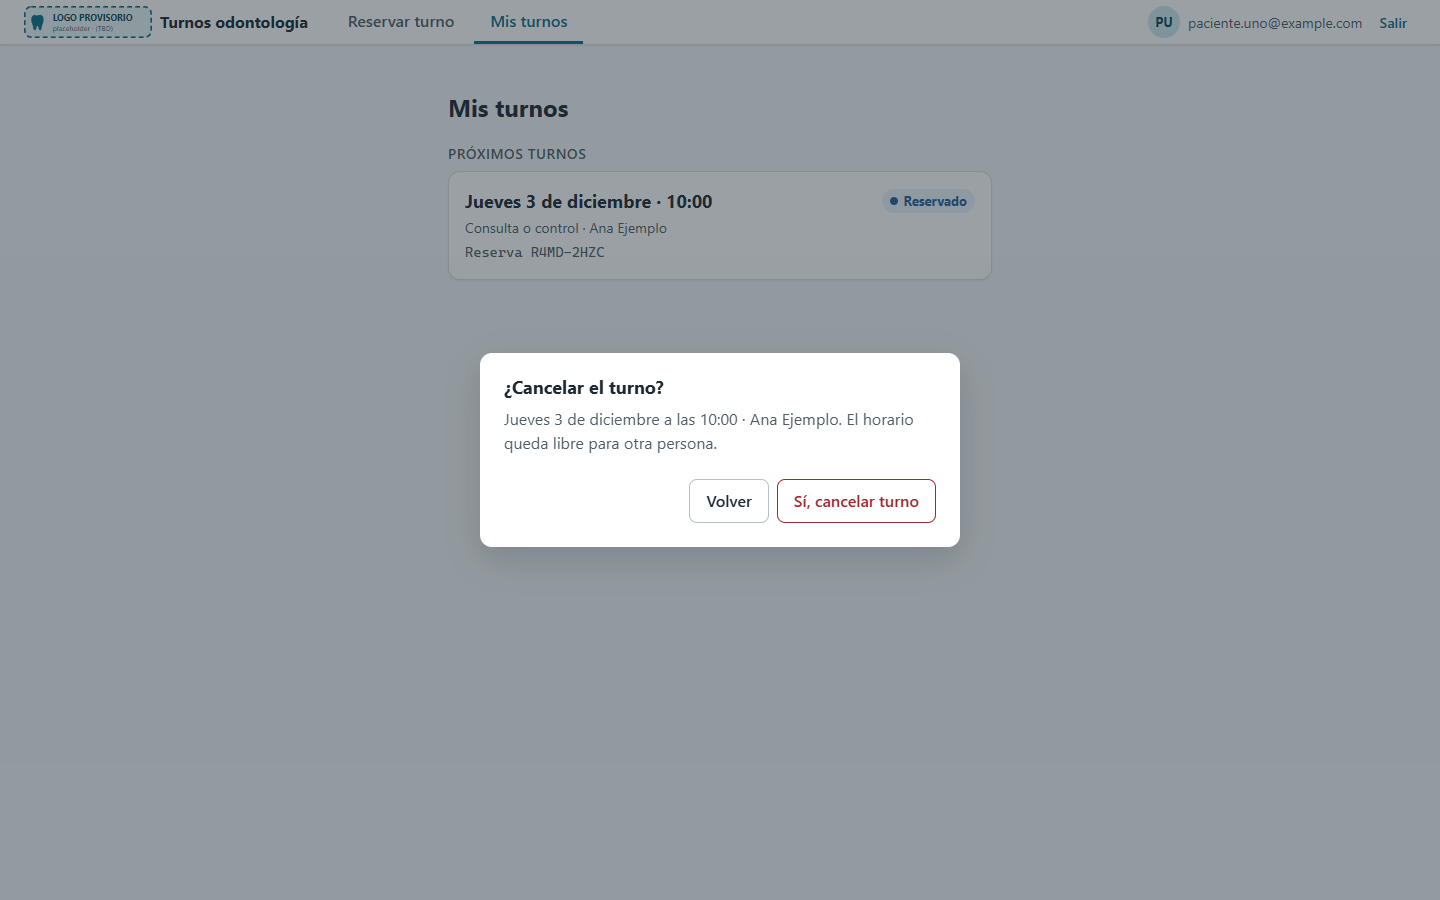 LOGO PROVISORIO
placeholder · (TBD)
Turnos odontología
Reservar turno
Mis turnos
PU
paciente.uno@example.com
Salir
Mis turnos
PRÓXIMOS TURNOS
Jueves 3 de diciembre · 10:00
Reservado
Consulta o control · Ana Ejemplo
Reserva R4MD-2HZC
¿Cancelar el turno?
Jueves 3 de diciembre a las 10:00 · Ana Ejemplo. El horario
queda libre para otra persona.
Volver
Sí, cancelar turno